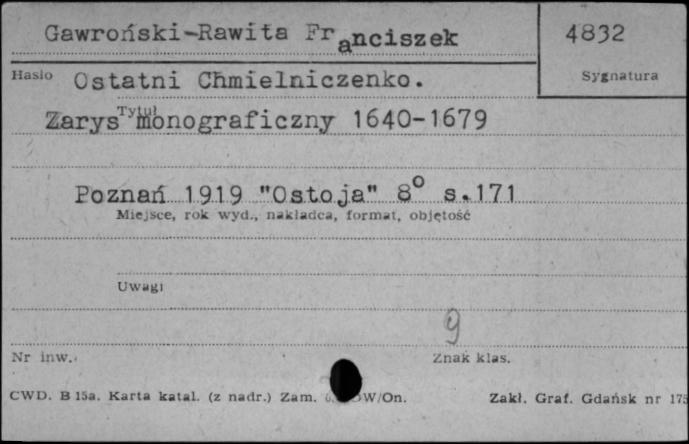 Gawroński-Rawita Franciszek
4832
Hasło Ostatni Chmielniczenko.
Sygnatura
Tytuł
Zarys monograficzny 1640-1679
Poznań 1919 "Ostoja" 8° s.171
Miejsce, rok wyd., nakładca, format, objętość
Uwagi
9
Nr inw.
Znak klas.
CWD. B 15a. Karta katal. (z nadr.) Zam. OW/On.
Zakł. Graf. Gdańsk nr 175